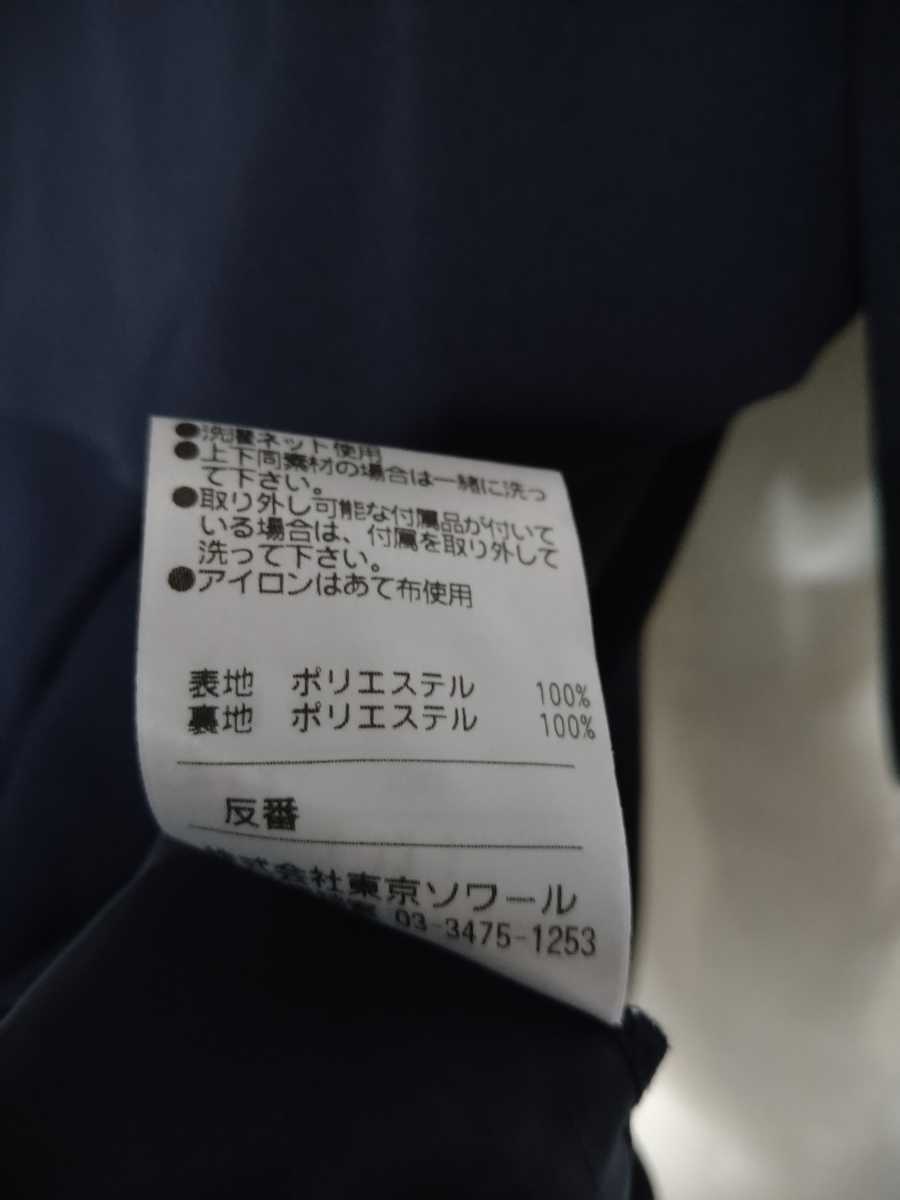 ●洗濯ネット使用
●上下同素材の場合は一緒に洗っ
て下さい。
●取り外し可能な付属品が付いて
いる場合は、付属を取り外して
洗って下さい。
●アイロンはあて布使用
表地 ポリエステル 100%
裏地 ポリエステル 100%
反番
株式会社東京ソワール
03-3475-1253